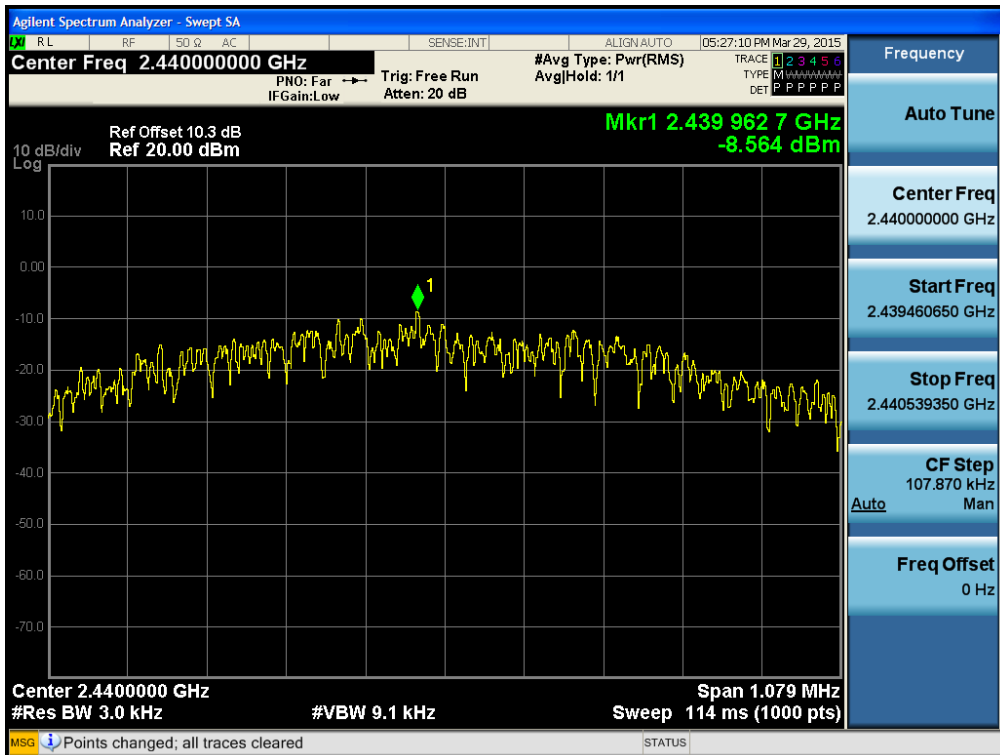 Agilent Spectrum Analyzer - Swept SA
LXI RL RF 50 Ω AC SENSE:INT ALIGN AUTO 05:27:10 PM Mar 29, 2015
Center Freq 2.440000000 GHz
PNO: Far
IFGain:Low
Trig: Free Run
Atten: 20 dB
#Avg Type: Pwr(RMS)
Avg|Hold: 1/1
TRACE 1 2 3 4 5 6
TYPE M WWWWW
DET P P P P P P
Mkr1 2.439 962 7 GHz
-8.564 dBm
Ref Offset 10.3 dB
10 dB/div Ref 20.00 dBm
Log
10.0
0.00
-10.0
-20.0
-30.0
-40.0
-50.0
-60.0
-70.0
1
Center 2.4400000 GHz Span 1.079 MHz
#Res BW 3.0 kHz #VBW 9.1 kHz Sweep 114 ms (1000 pts)
MSG Points changed; all traces cleared STATUS
Frequency
Auto Tune
Center Freq
2.440000000 GHz
Start Freq
2.439460650 GHz
Stop Freq
2.440539350 GHz
CF Step
107.870 kHz
Auto Man
Freq Offset
0 Hz